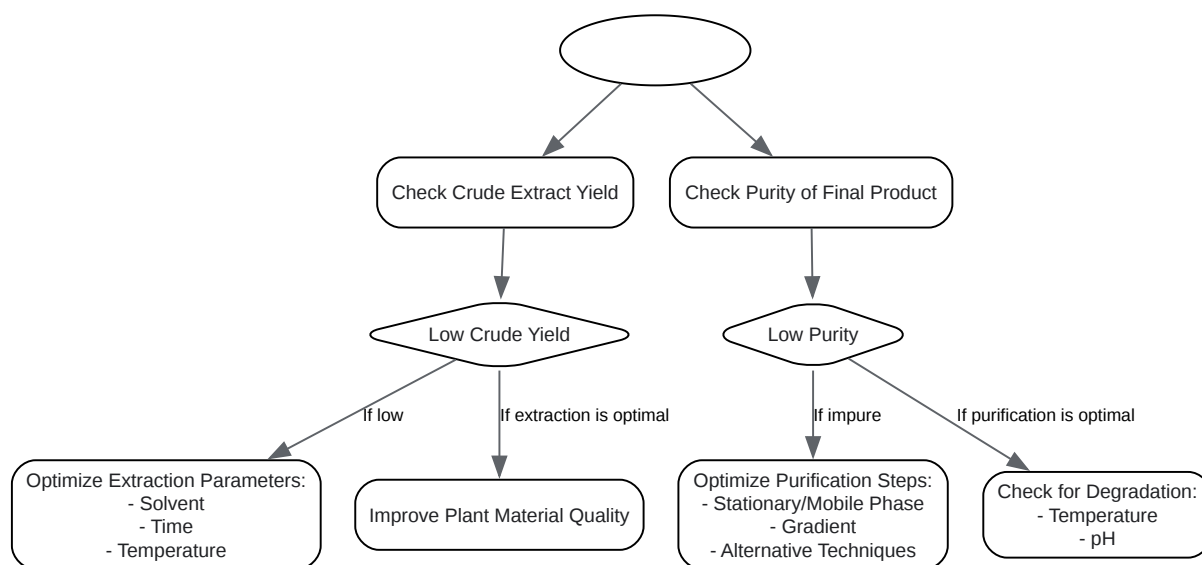 Check Crude Extract Yield
Check Purity of Final Product
Low Crude Yield
Low Purity
If low
If extraction is optimal
If impure
If purification is optimal
Optimize Extraction Parameters:
- Solvent
- Time
- Temperature
Improve Plant Material Quality
Optimize Purification Steps:
- Stationary/Mobile Phase
- Gradient
- Alternative Techniques
Check for Degradation:
- Temperature
- pH